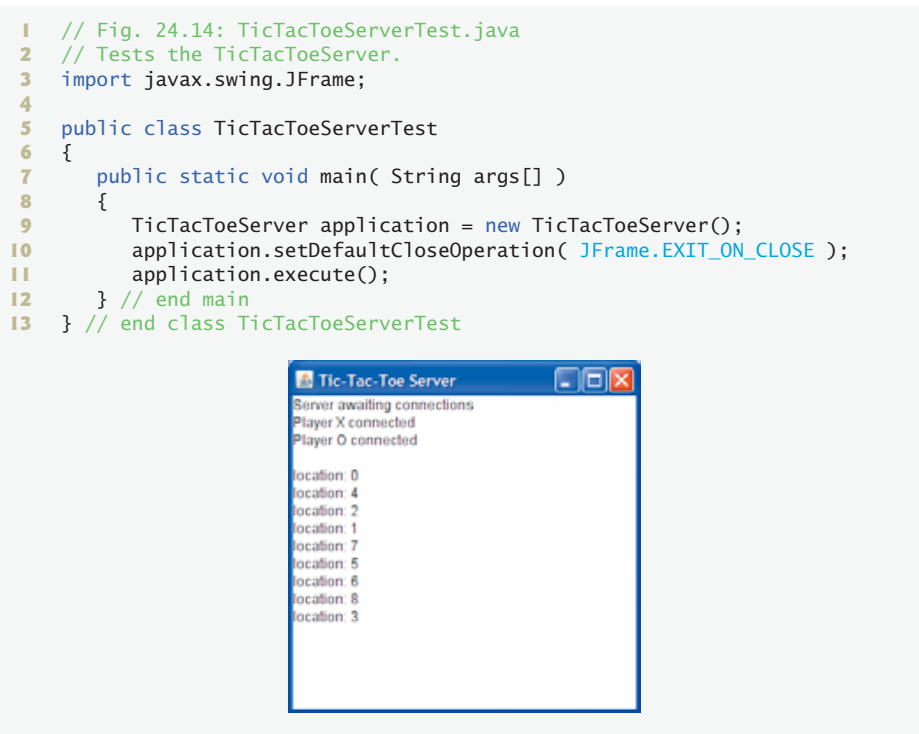 1 // Fig. 24.14: TicTacToeServerTest.java
2 // Tests the TicTacToeServer.
3 import javax.swing.JFrame;
4
5 public class TicTacToeServerTest
6 {
7 public static void main( String args[] )
8 {
9 TicTacToeServer application = new TicTacToeServer();
10 application.setDefaultCloseOperation( JFrame.EXIT_ON_CLOSE );
11 application.execute();
12 } // end main
13 } // end class TicTacToeServerTest
Tic-Tac-Toe Server
Server awaiting connections
Player X connected
Player O connected
location: 0
location: 4
location: 2
location: 1
location: 7
location: 5
location: 6
location: 8
location: 3